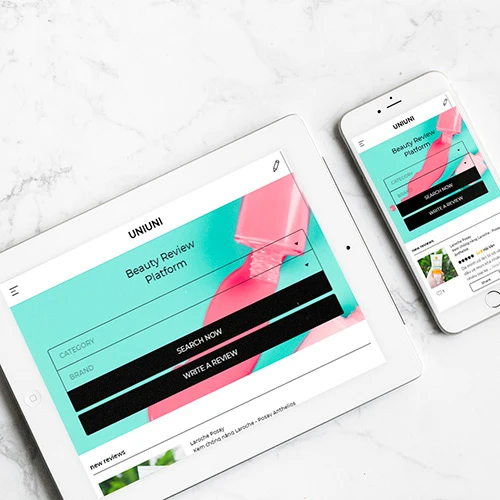 UNIUNI
Beauty Review
Platform
CATEGORY
BRAND
SEARCH NOW
WRITE A REVIEW
new reviews
Laroche Posay
Kem chống nắng Laroche - Posay Anthelios
UNIUNI
Beauty Review
Platform
CATEGORY
BRAND
SEARCH NOW
WRITE A REVIEW
new reviews
Laroche Posay
Kem chống nắng Laroche - Posay
Anthelios
Share